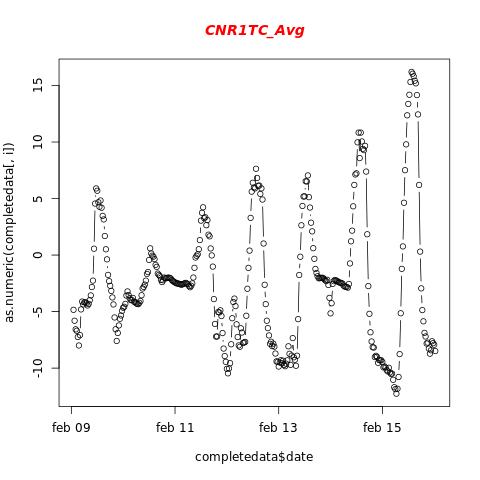 CNR1TC_Avg
as.numeric(completedata[, i])
15
10
5
0
-5
-10
feb 09
feb 11
feb 13
feb 15
completedata$date